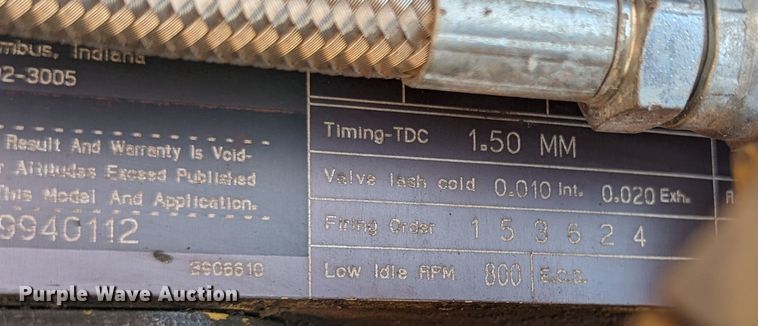 mbus, Indiana
02-3005
Result And Warranty Is Void-
Altitudes Exceed Published
This Model And Application.
9940112
3906610
Timing-TDC 1.50 MM
Valve lash cold 0.010 Int. 0.020 Exh.
Firing Order 1 5 3 6 2 4
Low Idle RPM 800 E.C.S.
Purple Wave Auction